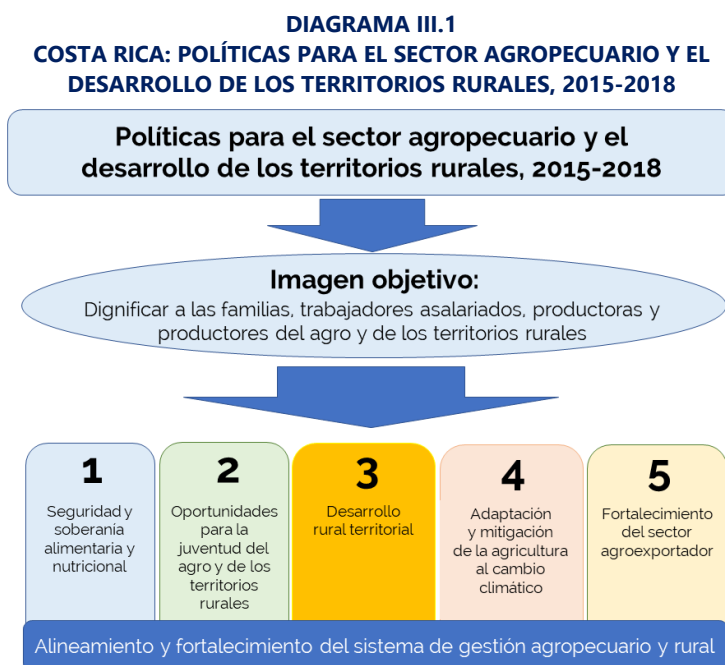 DIAGRAMA III.1
COSTA RICA: POLÍTICAS PARA EL SECTOR AGROPECUARIO Y EL
DESARROLLO DE LOS TERRITORIOS RURALES, 2015-2018
Políticas para el sector agropecuario y el
desarrollo de los territorios rurales, 2015-2018
Imagen objetivo:
Dignificar a las familias, trabajadores asalariados, productoras y
productores del agro y de los territorios rurales
1
Seguridad y
soberanía
alimentaria y
nutricional
2
Oportunidades
para la
juventud del
agro y de los
territorios
rurales
3
Desarrollo
rural territorial
4
Adaptación
y mitigación
de la agricultura
al cambio
climático
5
Fortalecimiento
del sector
agroexportador
Alineamiento y fortalecimiento del sistema de gestión agropecuario y rural